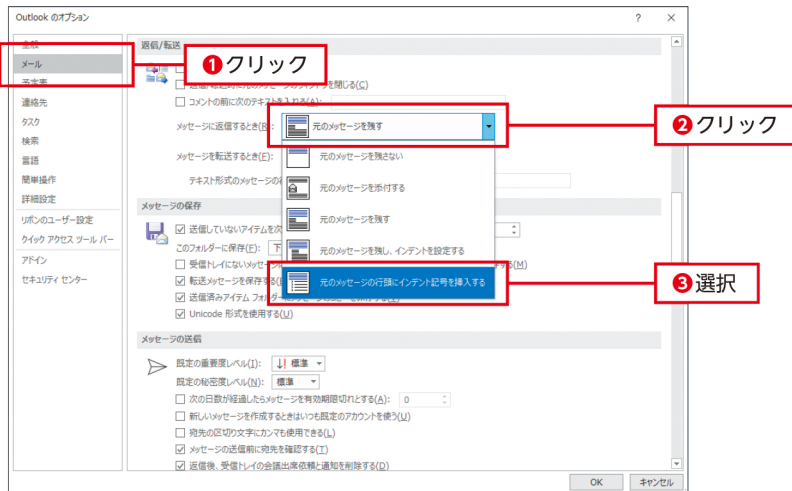 Outlook のオプション
? ×
全般
メール
予定表
連絡先
タスク
検索
言語
簡単操作
詳細設定
リボンのユーザー設定
クイック アクセス ツール バー
アドイン
セキュリティ センター
返信/転送
❶クリック
を閉じる(C)
コメントの前に次のテキストを入れる(A):
メッセージに返信するとき(R): 元のメッセージを残す
❷クリック
メッセージを転送するとき(F): 元のメッセージを残さない
テキスト形式のメッセージの 元のメッセージを添付する
元のメッセージを残す
元のメッセージを残し、インデントを設定する
元のメッセージの行頭にインデント記号を挿入する
❸選択
メッセージの保存
送信していないアイテムを次
このフォルダーに保存(F): 下
受信トレイにないメッセージ する(M)
転送メッセージを保存する
送信済みアイテム フォルダー
Unicode 形式を使用する(U)
メッセージの送信
既定の重要度レベル(I): 標準
既定の秘密度レベル(N): 標準
次の日数が経過したらメッセージを有効期限切れとする(A): 0
新しいメッセージを作成するときはいつも既定のアカウントを使う(U)
宛先の区切り文字にカンマも使用できる(L)
メッセージの送信前に宛先を確認する(T)
返信後、受信トレイの会議出席依頼と通知を削除する(D)
OK キャンセル